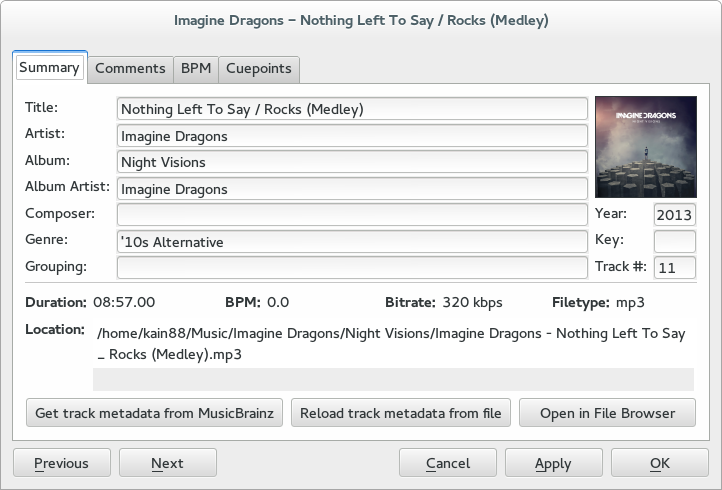 Imagine Dragons – Nothing Left To Say / Rocks (Medley)
Summary Comments BPM Cuepoints
Title: Nothing Left To Say / Rocks (Medley)
IMAGINE DRAGONS
Artist: Imagine Dragons
Album: Night Visions
Album Artist: Imagine Dragons
Composer: Year: 2013
Genre: '10s Alternative Key:
Grouping: Track #: 11
Duration: 08:57.00 BPM: 0.0 Bitrate: 320 kbps Filetype: mp3
Location: /home/kain88/Music/Imagine Dragons/Night Visions/Imagine Dragons - Nothing Left To Say
_ Rocks (Medley).mp3
Get track metadata from MusicBrainz Reload track metadata from file Open in File Browser
Previous Next Cancel Apply OK